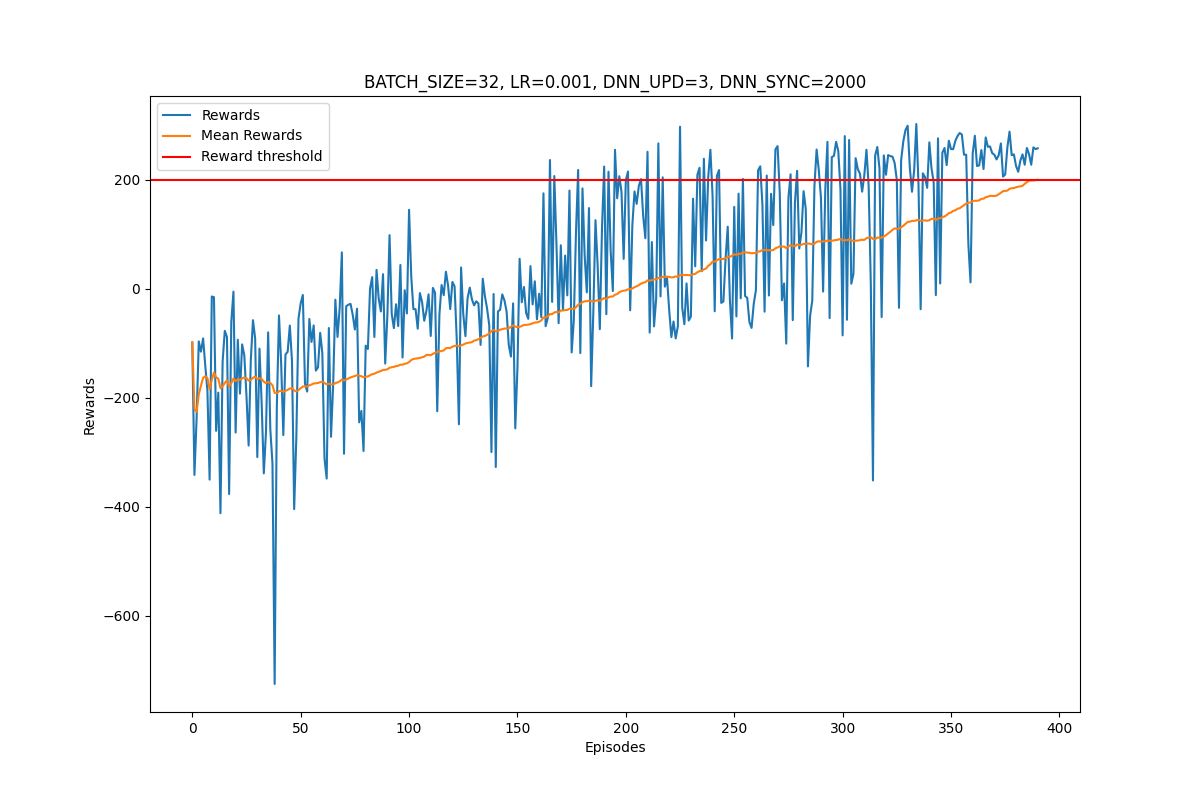 BATCH_SIZE=32, LR=0.001, DNN_UPD=3, DNN_SYNC=2000
Rewards
Mean Rewards
Reward threshold
200
0
−200
−400
−600
Rewards
0 50 100 150 200 250 300 350 400
Episodes